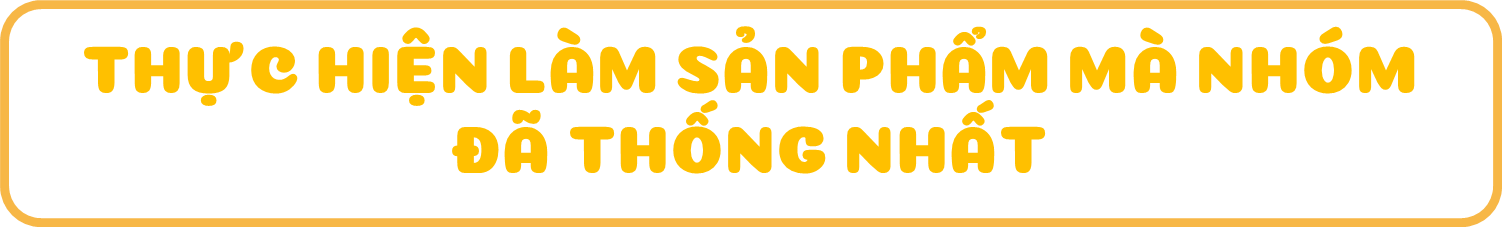 THỰC HIỆN LÀM SẢN PHẨM MÀ NHÓM
ĐÃ THỐNG NHẤT